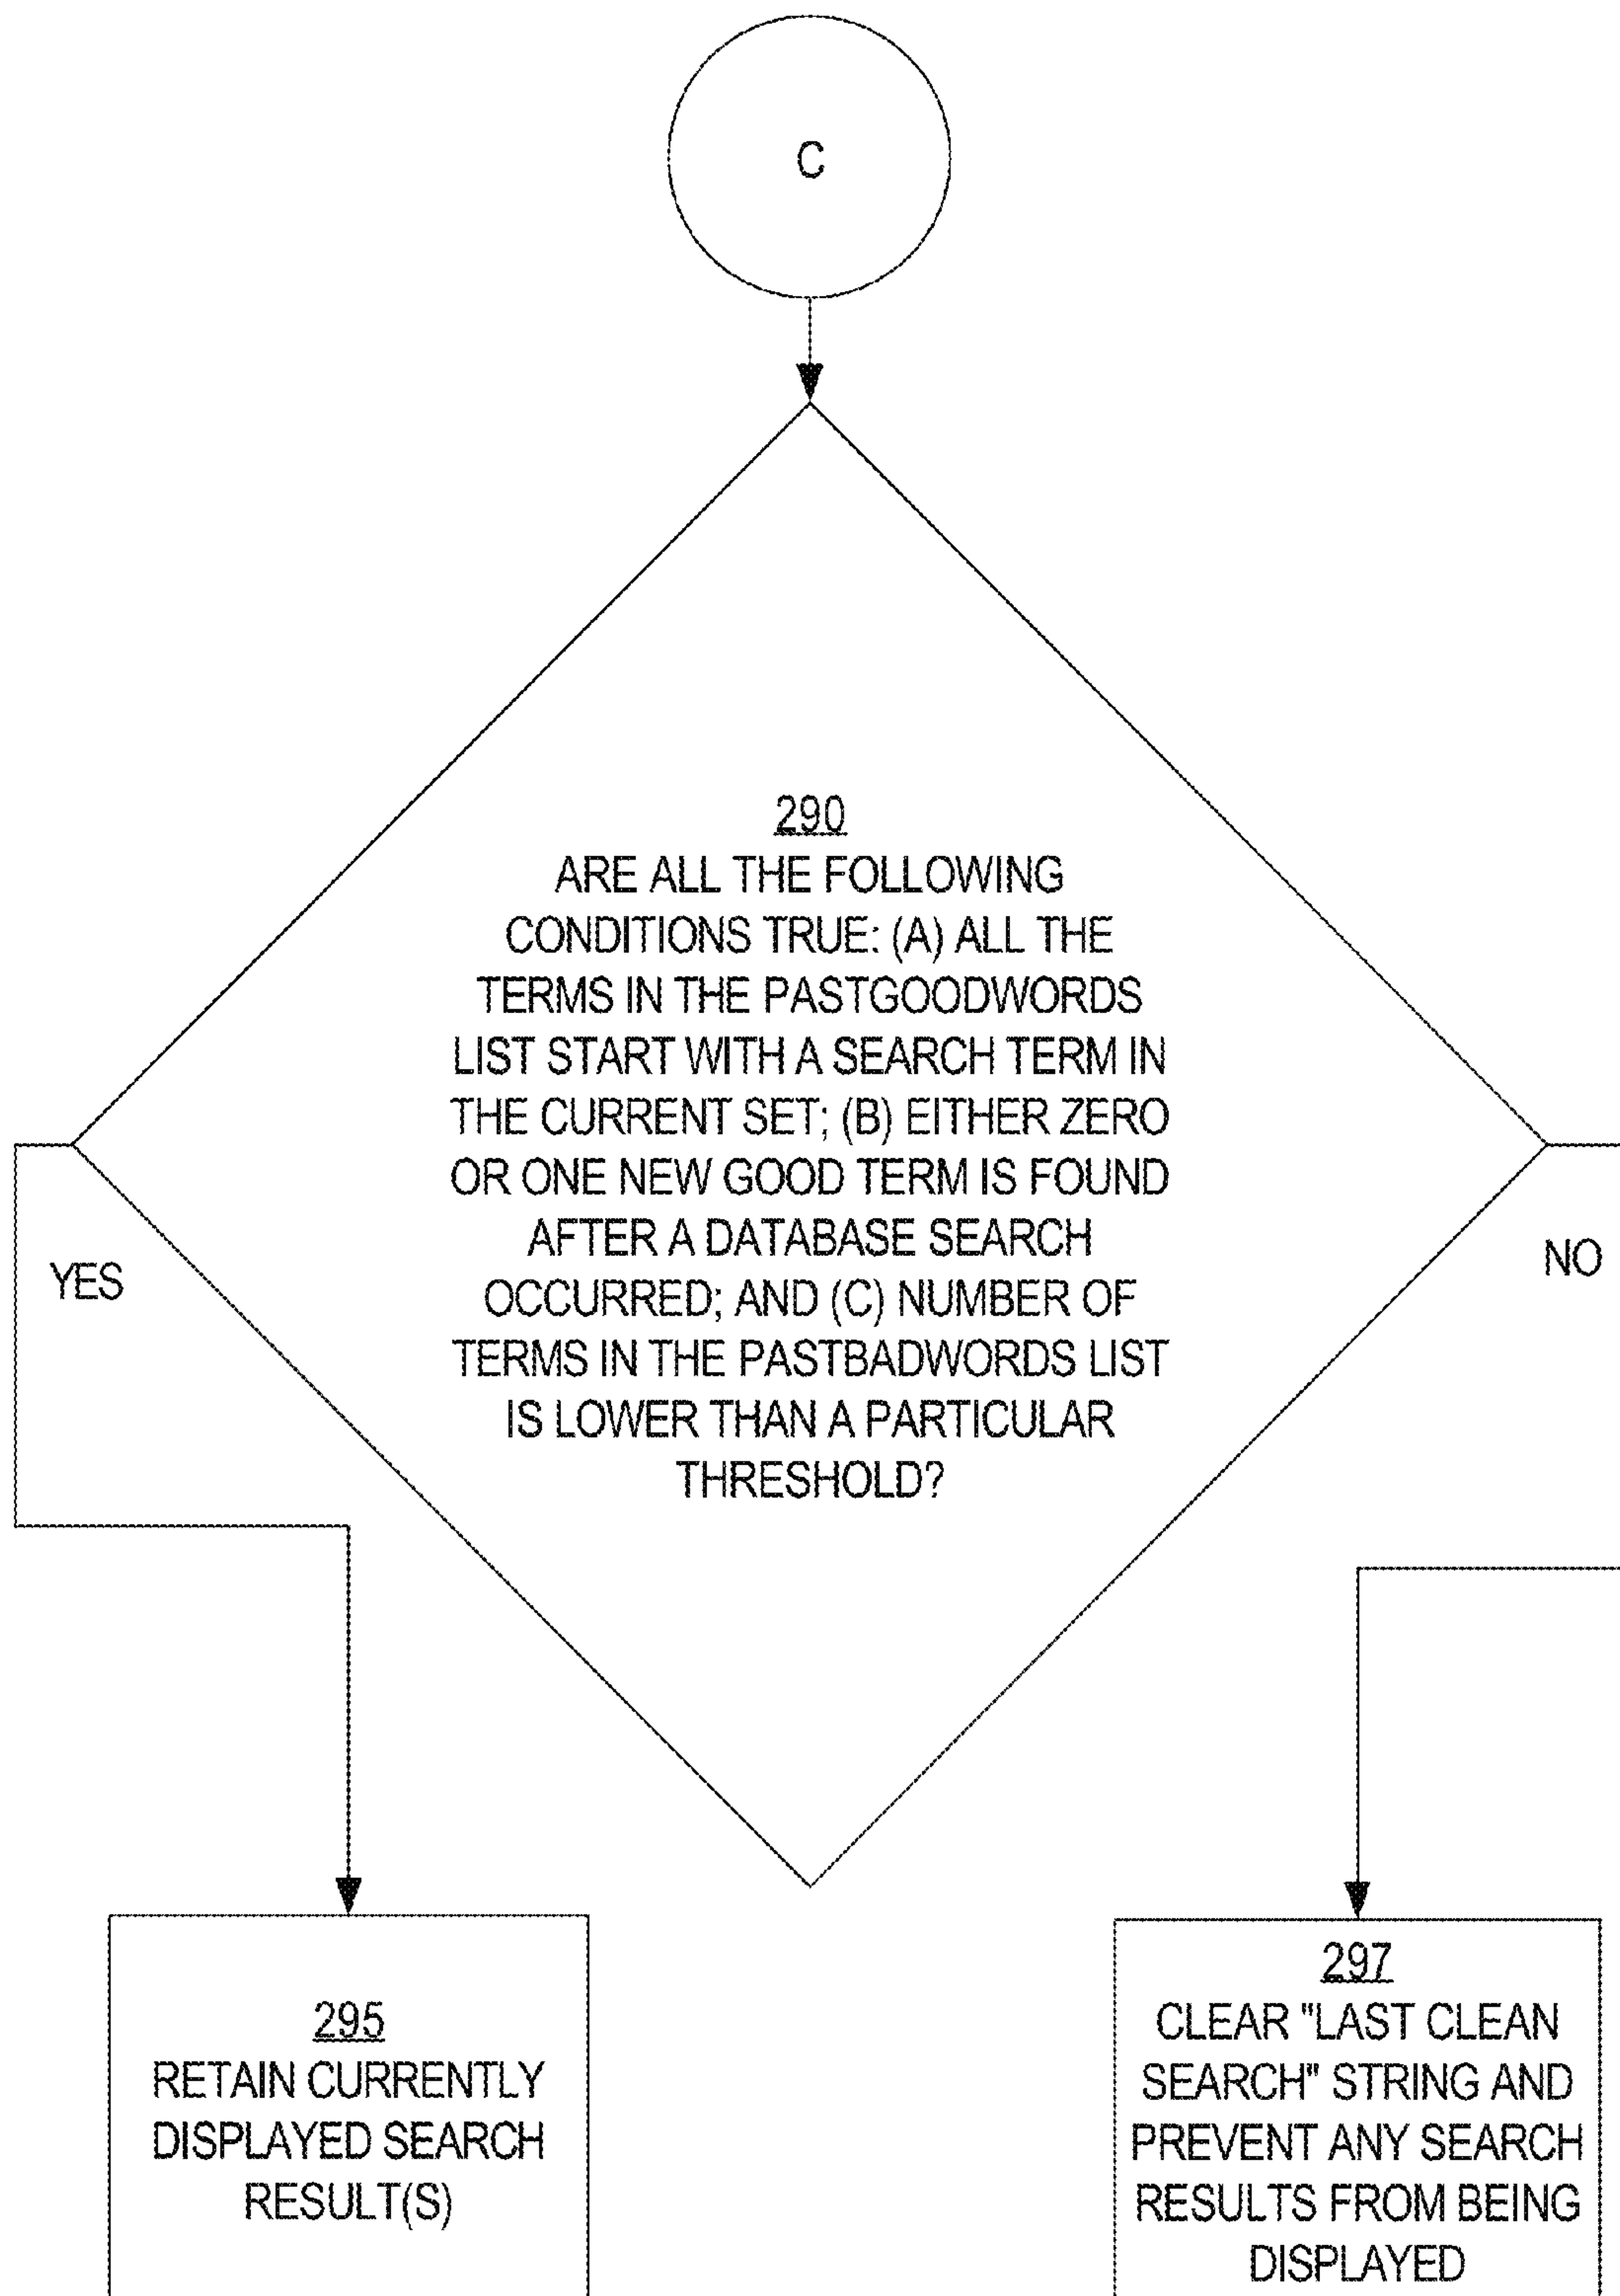 C
290
ARE ALL THE FOLLOWING
CONDITIONS TRUE: (A) ALL THE
TERMS IN THE PASTGOODWORDS
LIST START WITH A SEARCH TERM IN
THE CURRENT SET; (B) EITHER ZERO
OR ONE NEW GOOD TERM IS FOUND
AFTER A DATABASE SEARCH
OCCURRED; AND (C) NUMBER OF
TERMS IN THE PASTBADWORDS LIST
IS LOWER THAN A PARTICULAR
THRESHOLD?
YES
NO
295
RETAIN CURRENTLY
DISPLAYED SEARCH
RESULT(S)
297
CLEAR "LAST CLEAN
SEARCH" STRING AND
PREVENT ANY SEARCH
RESULTS FROM BEING
DISPLAYED